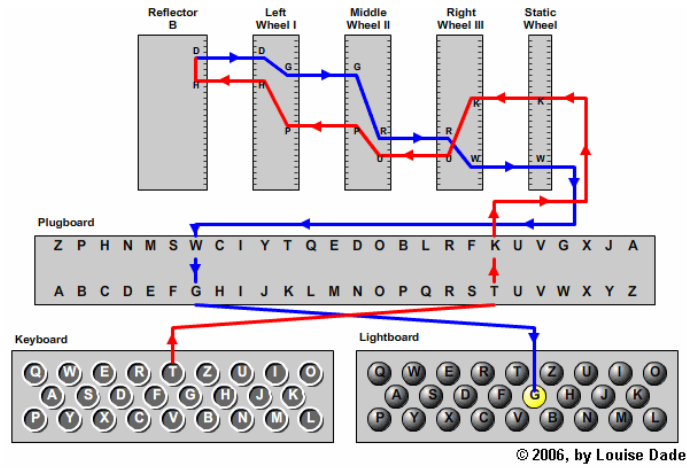 Reflector B
Left Wheel I
Middle Wheel II
Right Wheel III
Static Wheel
D D
G G
H H
K K
P P
R R
U U
W W
Plugboard
Z P H N M S W C I Y T Q E D O B L R F K U V G X J A
A B C D E F G H I J K L M N O P Q R S T U V W X Y Z
Keyboard
Q W E R T Z U I O
A S D F G H J K
P Y X C V B N M L
Lightboard
Q W E R T Z U I O
A S D F G H J K
P Y X C V B N M L
© 2006, by Louise Dade